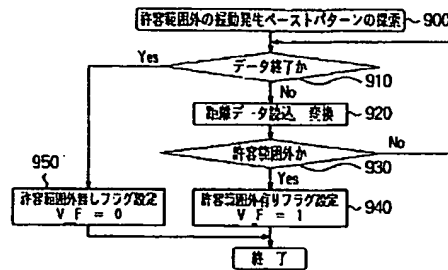 許容範囲外の起動発生ペーストパターンの探索
900
Yes
データ終了か
910
No
距離データ読込 変換
920
許容範囲外か
No
930
950
Yes
許容範囲外無しフラグ設定
VF = 0
許容範囲外有りフラグ設定
VF = 1
940
終了